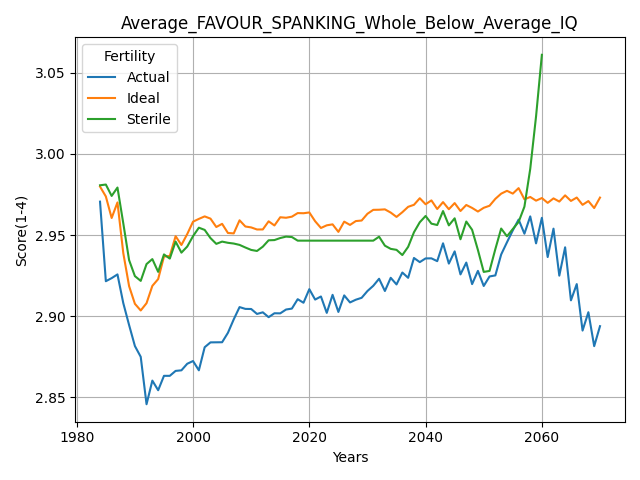 Average_FAVOUR_SPANKING_Whole_Below_Average_IQ
Fertility
Actual
Ideal
Sterile
Score(1-4)
3.05
3.00
2.95
2.90
2.85
1980
2000
2020
2040
2060
Years